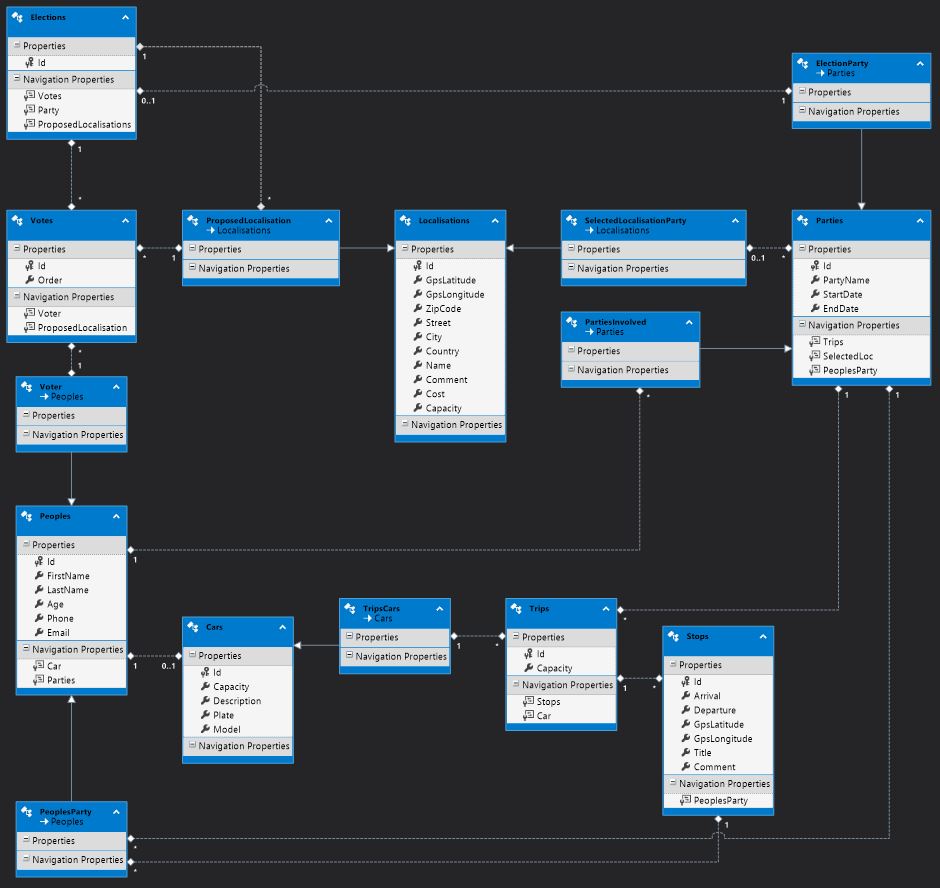 Elections
Properties
Id
Navigation Properties
Votes
Party
ProposedLocalisations
1
0..1
1
*
1
*
ElectionParty
Parties
Properties
Navigation Properties
Votes
Properties
Id
Order
Navigation Properties
Voter
ProposedLocalisation
*
1
*
1
ProposedLocalisation
Localisations
Properties
Navigation Properties
Localisations
Properties
Id
GpsLatitude
GpsLongitude
ZipCode
Street
City
Country
Name
Comment
Cost
Capacity
Navigation Properties
SelectedLocalisationParty
Localisations
Properties
Navigation Properties
0..1
*
Parties
Properties
Id
PartyName
StartDate
EndDate
Navigation Properties
Trips
SelectedLoc
PeoplesParty
1
1
PartiesInvolved
Parties
Properties
Navigation Properties
*
Voter
Peoples
Properties
Navigation Properties
Peoples
Properties
Id
FirstName
LastName
Age
Phone
Email
Navigation Properties
Car
Parties
1
1
0..1
Cars
Properties
Id
Capacity
Description
Plate
Model
Navigation Properties
TripsCars
Cars
Properties
Navigation Properties
1
*
Trips
Properties
Id
Capacity
Navigation Properties
Stops
Car
*
1
*
Stops
Properties
Id
Arrival
Departure
GpsLatitude
GpsLongitude
Title
Comment
Navigation Properties
PeoplesParty
1
PeoplesParty
Peoples
Properties
Navigation Properties
*
*